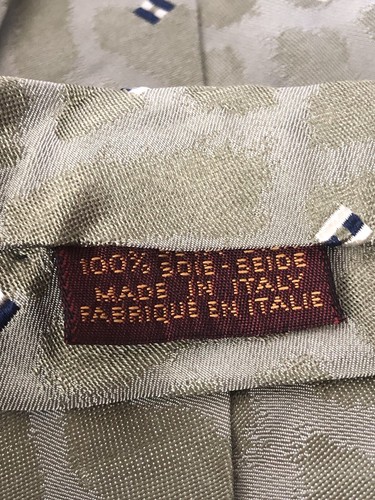 100% SOIE - SEIDE
MADE IN ITALY
FABRIQUÉ EN ITALIE